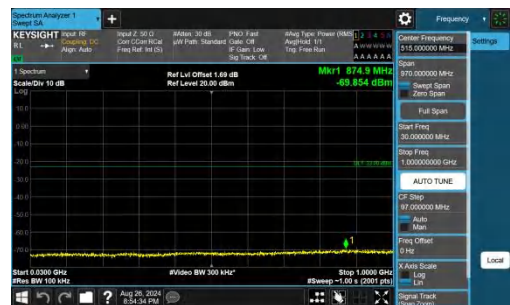 Spectrum Analyzer 1
Swept SA
+
Frequency
KEYSIGHT
Input: RF
Input Z: 50 Ω
#Atten: 30 dB
PNO: Fast
#Avg Type: Power (RMS)
RL
Coupling: DC
Corr CCorr RCal
µW Path: Standard
Gate: Off
Avg|Hold: 1/1
Align: Auto
Freq Ref: Int (S)
IF Gain: Low
Trig: Free Run
Sig Track: Off
1 Spectrum
Scale/Div 10 dB
Ref Lvl Offset 1.69 dB
Ref Level 20.00 dBm
Mkr1 874.9 MHz
-69.854 dBm
Log
10.0
0.00
-10.0
-20.0
-30.0
-40.0
-50.0
-60.0
-70.0
1
Start 0.0300 GHz
#Res BW 100 kHz
#Video BW 300 kHz*
Stop 1.0000 GHz
#Sweep ~1.00 s (2001 pts)
Aug 26, 2024
8:54:34 PM
Center Frequency
515.000000 MHz
Settings
Span
970.000000 MHz
Swept Span
Zero Span
Full Span
Start Freq
30.000000 MHz
Stop Freq
1.000000000 GHz
AUTO TUNE
CF Step
97.000000 MHz
Auto
Man
Freq Offset
0 Hz
X Axis Scale
Log
Lin
Local
Signal Track
(Span Zoom)